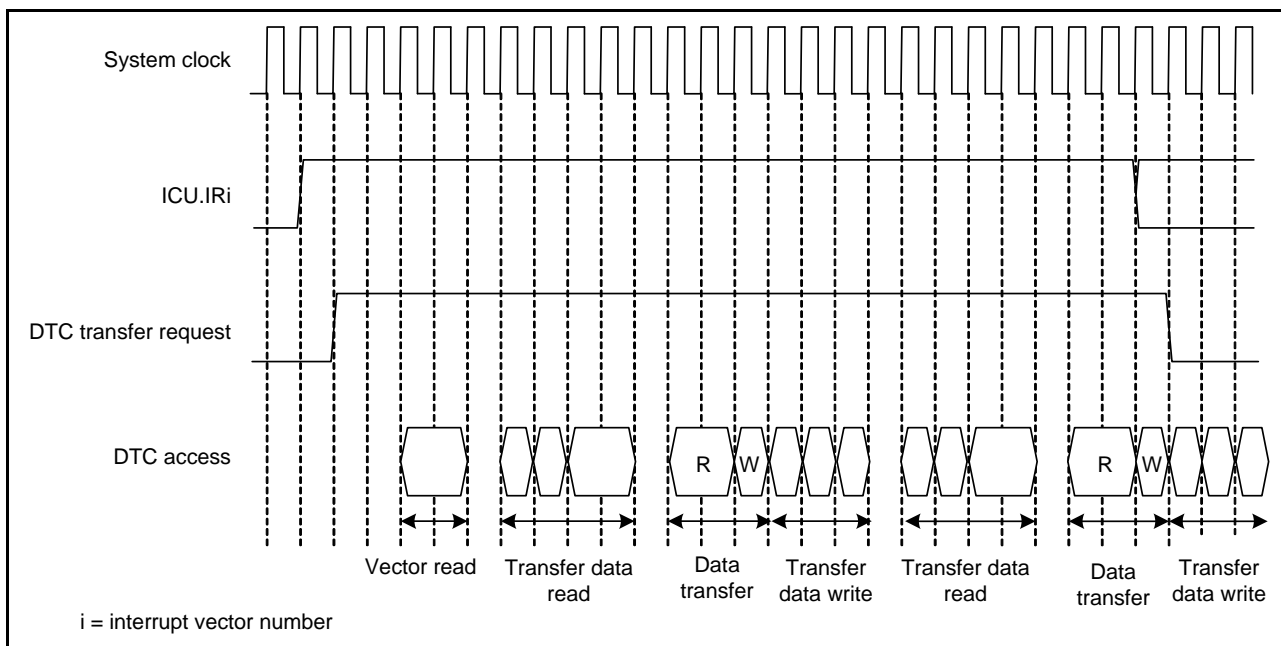 System clock
ICU.IRi
DTC transfer request
DTC access
R
W
R
W
Vector read
Transfer data
read
Data
transfer
Transfer
data write
Transfer data
read
Data
transfer
Transfer
data write
i = interrupt vector number